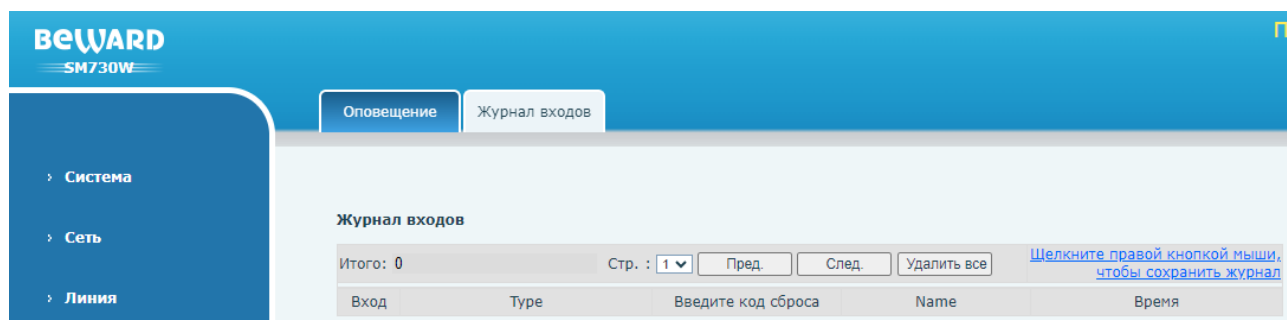 BEWARD
SM730W
П
Оповещение Журнал входов
› Система
› Сеть
› Линия
Журнал входов
Итого: 0 Стр. : 1 Пред. След. Удалить все Щелкните правой кнопкой мыши,
чтобы сохранить журнал
Вход Type Введите код сброса Name Время